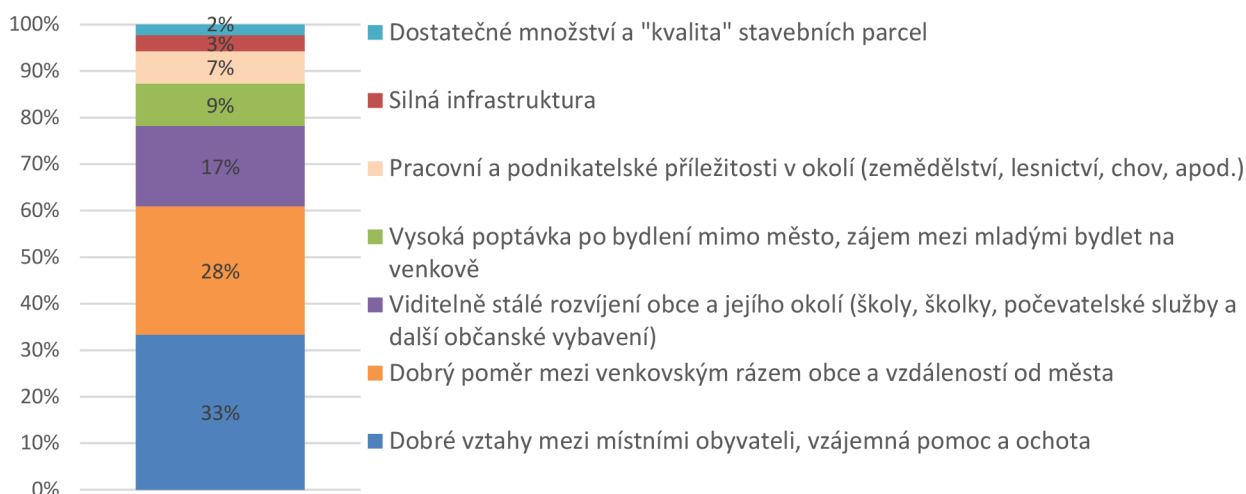 100%
90%
80%
70%
60%
50%
40%
30%
20%
10%
0%
2%
3%
7%
9%
17%
28%
33%
Dostatečné množství a "kvalita" stavebních parcel
Silná infrastruktura
Pracovní a podnikatelské příležitosti v okolí (zemědělství, lesnictví, chov, apod.)
Vysoká poptávka po bydlení mimo město, zájem mezi mladými bydlet na
venkově
Viditelně stálé rozvíjení obce a jejího okolí (školy, školky, počevatelské služby a
další občanské vybavení)
Dobrý poměr mezi venkovským rázem obce a vzdáleností od města
Dobré vztahy mezi místními obyvateli, vzájemná pomoc a ochota